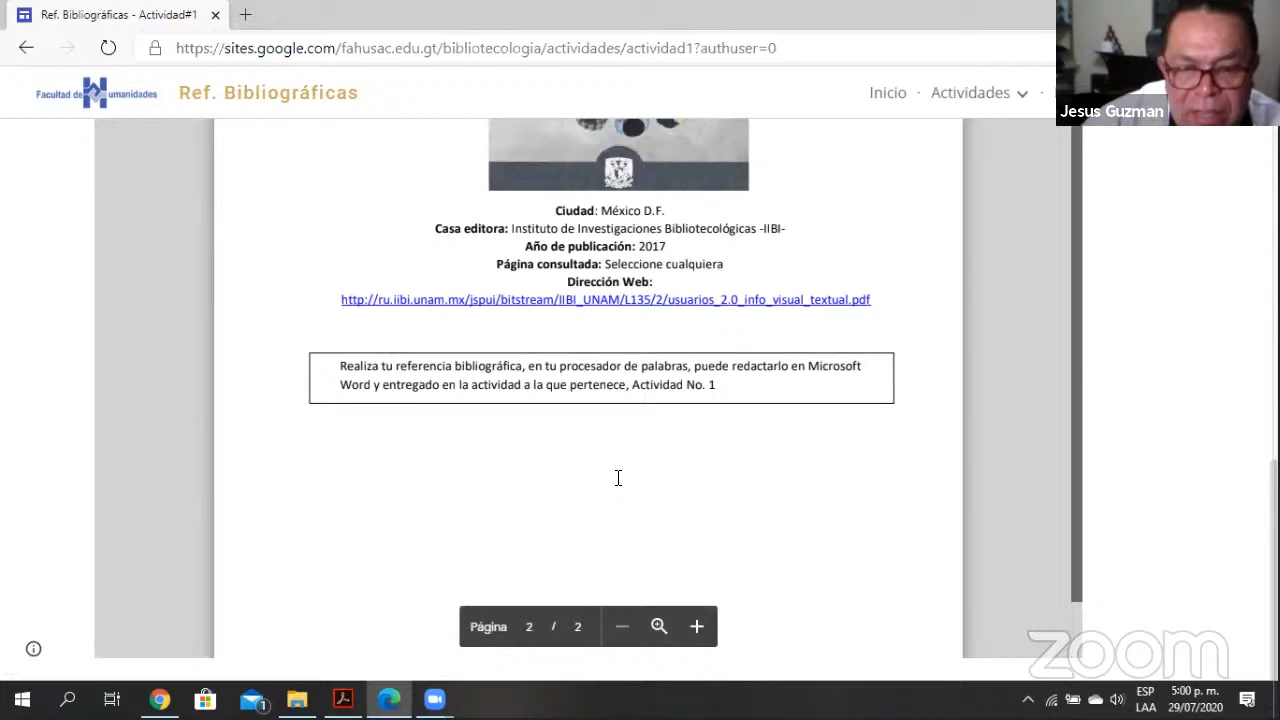 Ref. Bibliográficas - Actividad#1
https://sites.google.com/fahusac.edu.gt/bibliotecologia/actividades/actividad1?authuser=0
Facultad de Humanidades
Ref. Bibliográficas
Inicio · Actividades ·
Jesus Guzman
Ciudad: México D.F.
Casa editora: Instituto de Investigaciones Bibliotecológicas -IIBI-
Año de publicación: 2017
Página consultada: Seleccione cualquiera
Dirección Web:
http://ru.iibi.unam.mx/jspui/bitstream/IIBI_UNAM/L135/2/usuarios_2.0_info_visual_textual.pdf
Realiza tu referencia bibliográfica, en tu procesador de palabras, puede redactarlo en Microsoft
Word y entregado en la actividad a la que pertenece, Actividad No. 1
Página 2 / 2
zoom
1
ESP
LAA
5:00 p. m.
29/07/2020